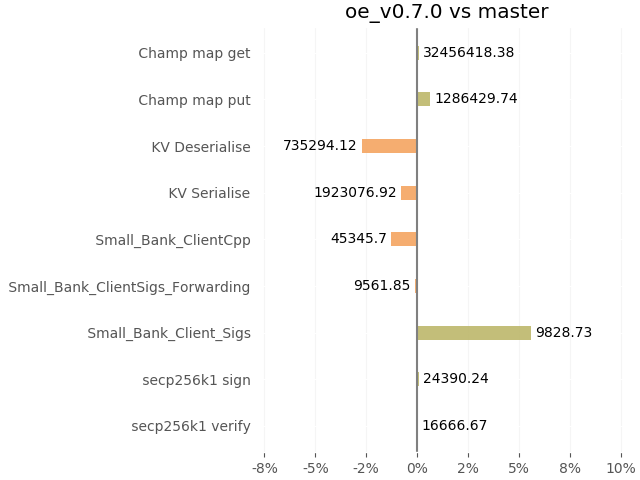 oe_v0.7.0 vs master
Champ map get 32456418.38
Champ map put 1286429.74
KV Deserialise 735294.12
KV Serialise 1923076.92
Small_Bank_ClientCpp 45345.7
Small_Bank_ClientSigs_Forwarding 9561.85
Small_Bank_Client_Sigs 9828.73
secp256k1 sign 24390.24
secp256k1 verify 16666.67
-8% -5% -2% 0% 2% 5% 8% 10%